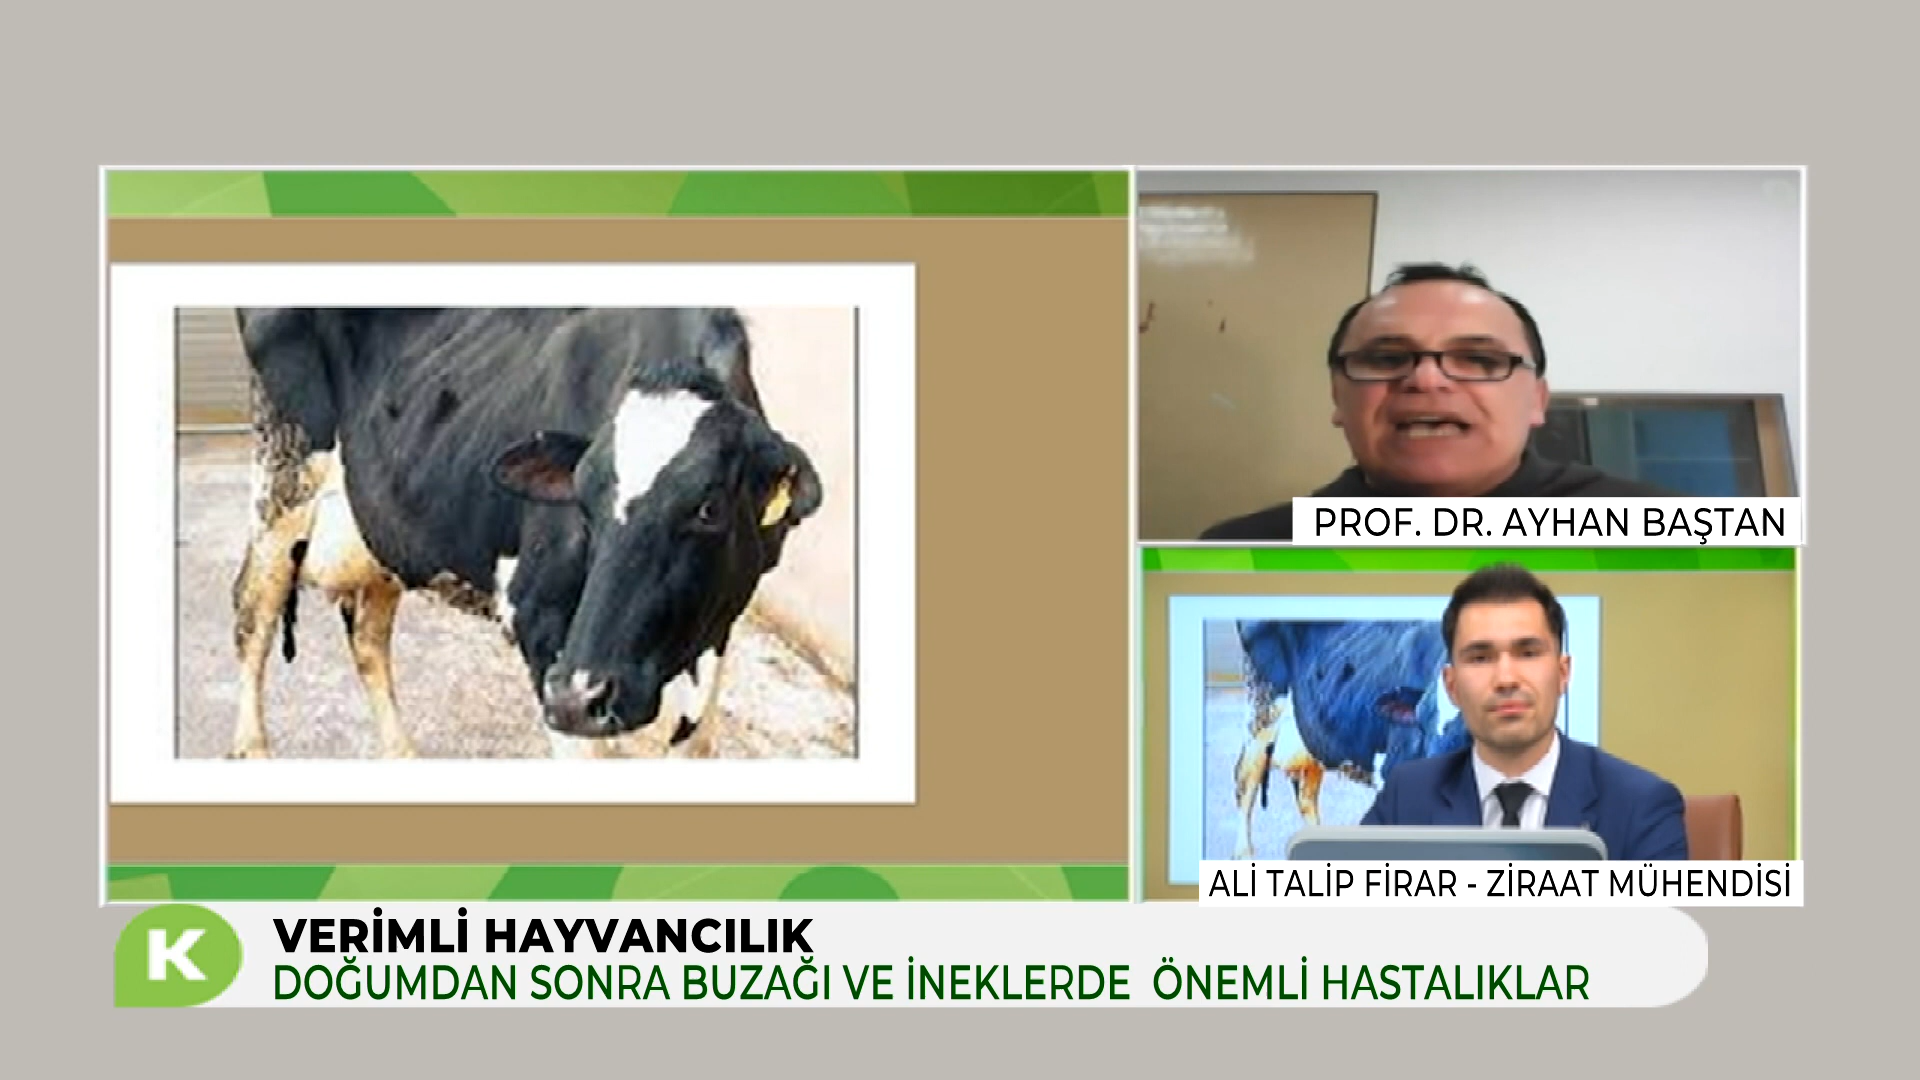 PROF. DR. AYHAN BAŞTAN
ALİ TALİP FİRAR - ZİRAAT MÜHENDİSİ
K
VERİMLİ HAYVANCILIK
DOĞUMDAN SONRA BUZAĞI VE İNEKLERDE ÖNEMLİ HASTALIKLAR